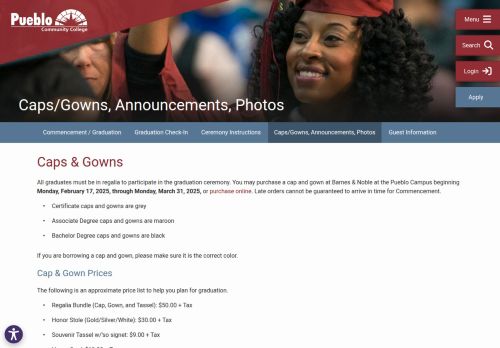 Pueblo
Community College
Menu
Search
Login
Apply
Caps/Gowns, Announcements, Photos
Commencement / Graduation Graduation Check-In Ceremony Instructions Caps/Gowns, Announcements, Photos Guest Information
Caps & Gowns
All graduates must be in regalia to participate in the graduation ceremony. You may purchase a cap and gown at Barnes & Noble at the Pueblo Campus beginning
Monday, February 17, 2025, through Monday, March 31, 2025, or purchase online. Late orders cannot be guaranteed to arrive in time for Commencement.
• Certificate caps and gowns are grey
• Associate Degree caps and gowns are maroon
• Bachelor Degree caps and gowns are black
If you are borrowing a cap and gown, please make sure it is the correct color.
Cap & Gown Prices
The following is an approximate price list to help you plan for graduation.
• Regalia Bundle (Cap, Gown, and Tassel): $50.00 + Tax
• Honor Stole (Gold/Silver/White): $30.00 + Tax
• Souvenir Tassel w/'so signet: $9.00 + Tax